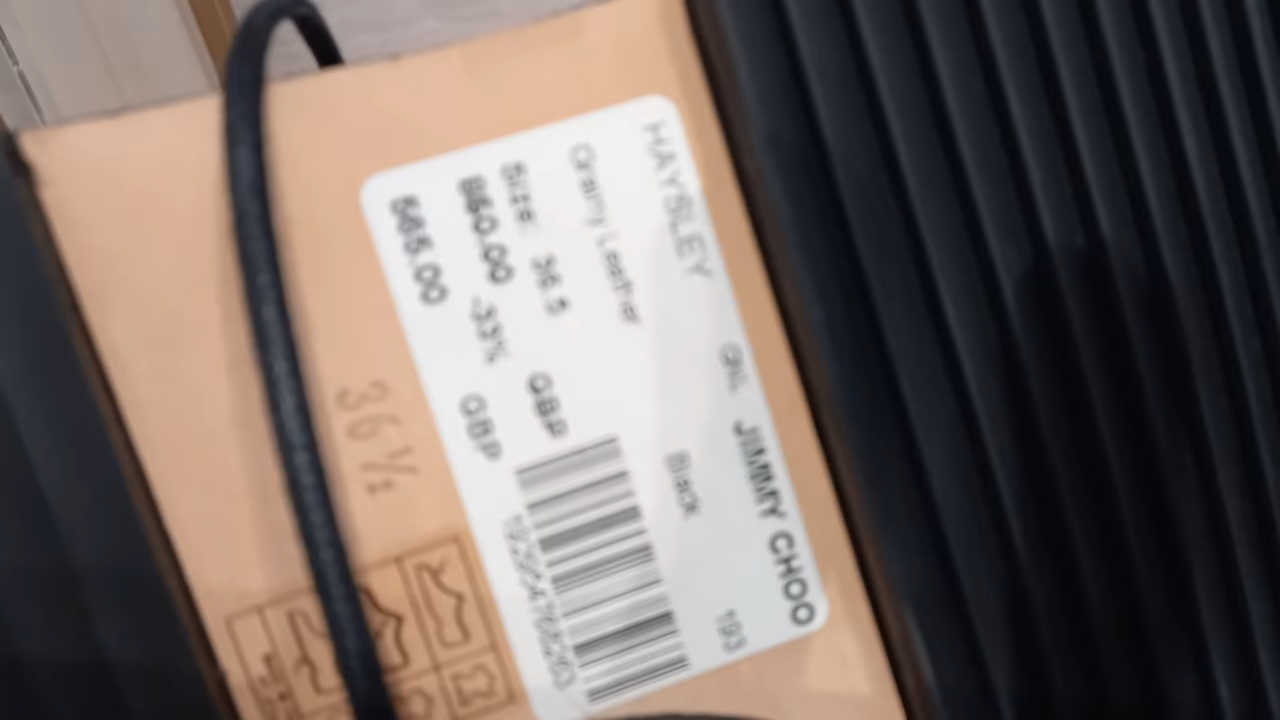 JIMMY CHOO
HAYSLEY
193
Grainy Leather Black
Size: 36.5 GBP
850.00 -33% GBP
565.00
36 ½